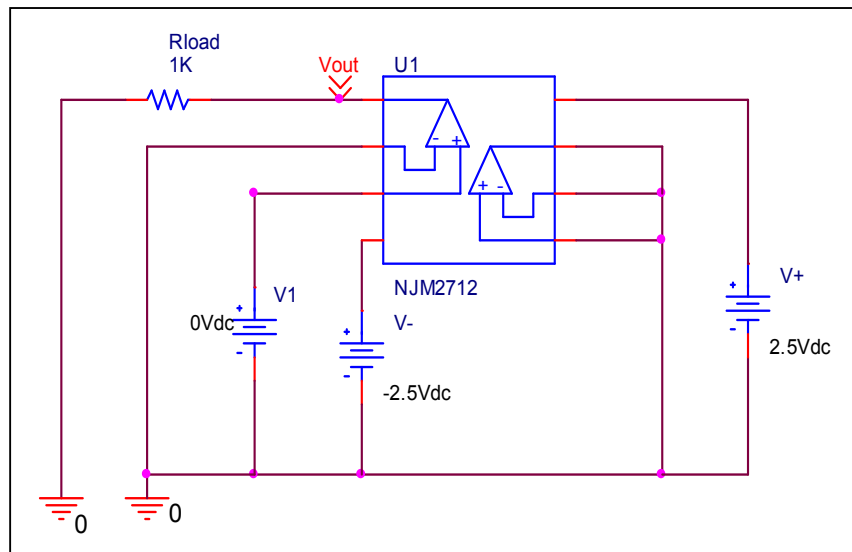 Rload
1K
Vout
U1
- +
+ -
NJM2712
+
V1
0Vdc
-
+
V-
-
-2.5Vdc
+
V+
-
2.5Vdc
0
0